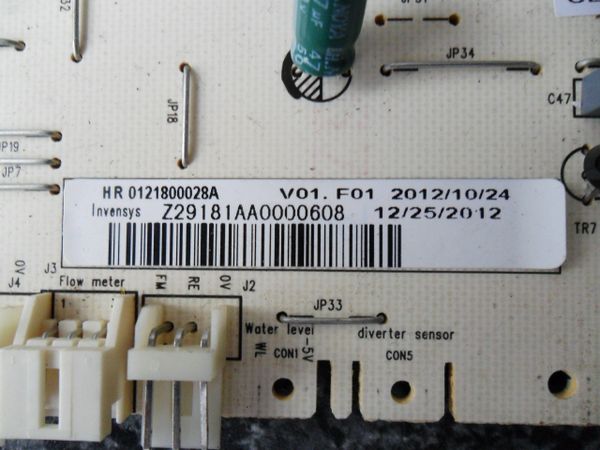 JP31
JP34
JP18
C47
JP19
JP7
HR 0121800028A V01. F01 2012/10/24
Invensys Z29181AA0000608 12/25/2012
TR7
0V
J4
J3
Flow meter
1
FM
RE
0V
J2
JP33
Water level
-5V
diverter sensor
WL
CON1
CON5